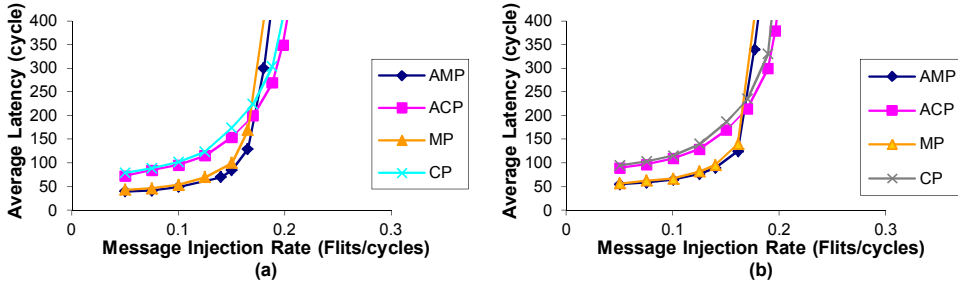 Average Latency (cycle)
400
350
300
250
200
150
100
50
0
0
0.1
0.2
0.3
Message Injection Rate (Flits/cycles)
(a)
AMP
ACP
MP
CP
Average Latency (cycle)
400
350
300
250
200
150
100
50
0
0
0.1
0.2
0.3
Message Injection Rate (Flits/cycles)
(b)
AMP
ACP
MP
CP